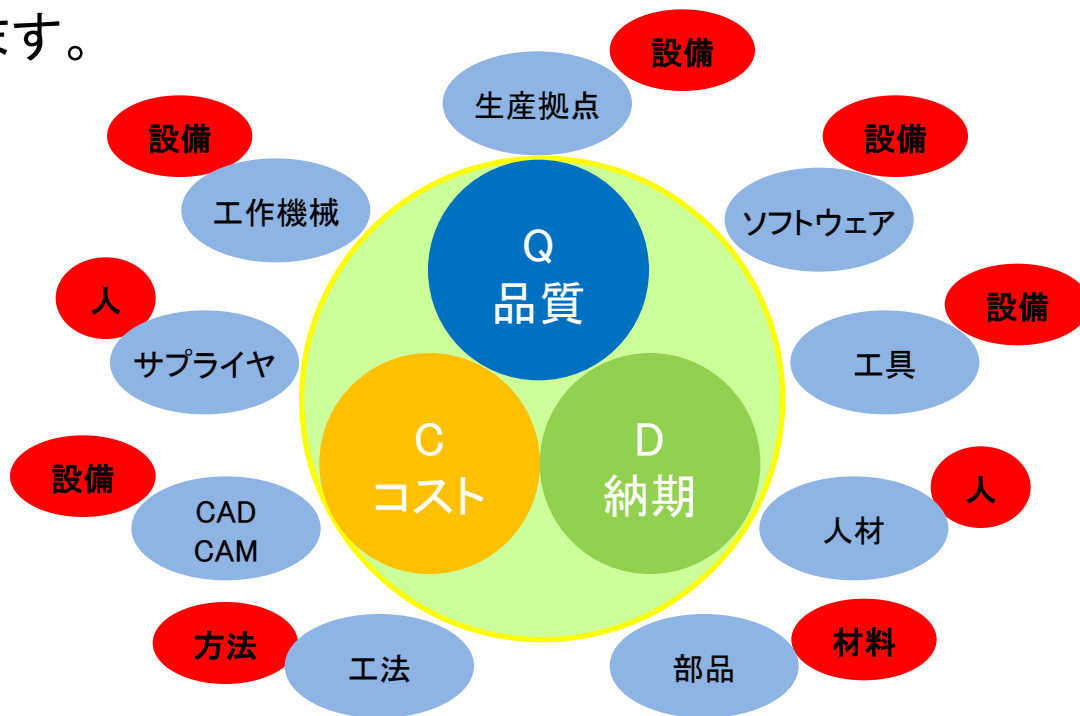 ます。
設備
生産拠点
設備
工作機械
設備
ソフトウェア
Q
品質
人
サプライヤ
設備
工具
C
コスト
D
納期
設備
CAD
CAM
人
人材
方法
工法
材料
部品